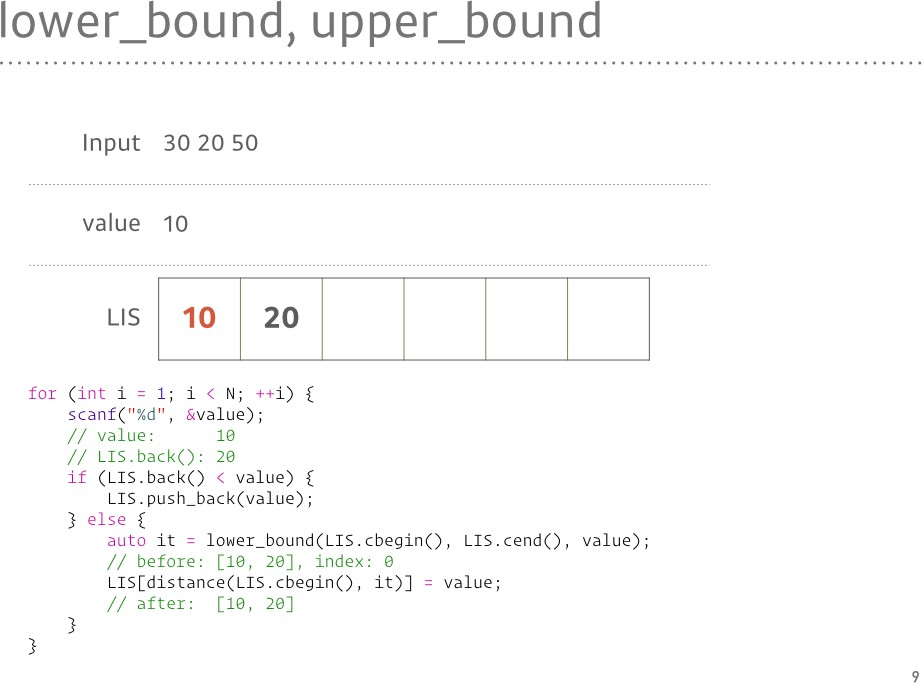 lower_bound, upper_bound
Input 30 20 50
value 10
LIS 10 20
for (int i = 1; i < N; ++i) {
    scanf("%d", &value);
    // value:      10
    // LIS.back(): 20
    if (LIS.back() < value) {
        LIS.push_back(value);
    } else {
        auto it = lower_bound(LIS.cbegin(), LIS.cend(), value);
        // before: [10, 20], index: 0
        LIS[distance(LIS.cbegin(), it)] = value;
        // after:  [10, 20]
    }
}
9